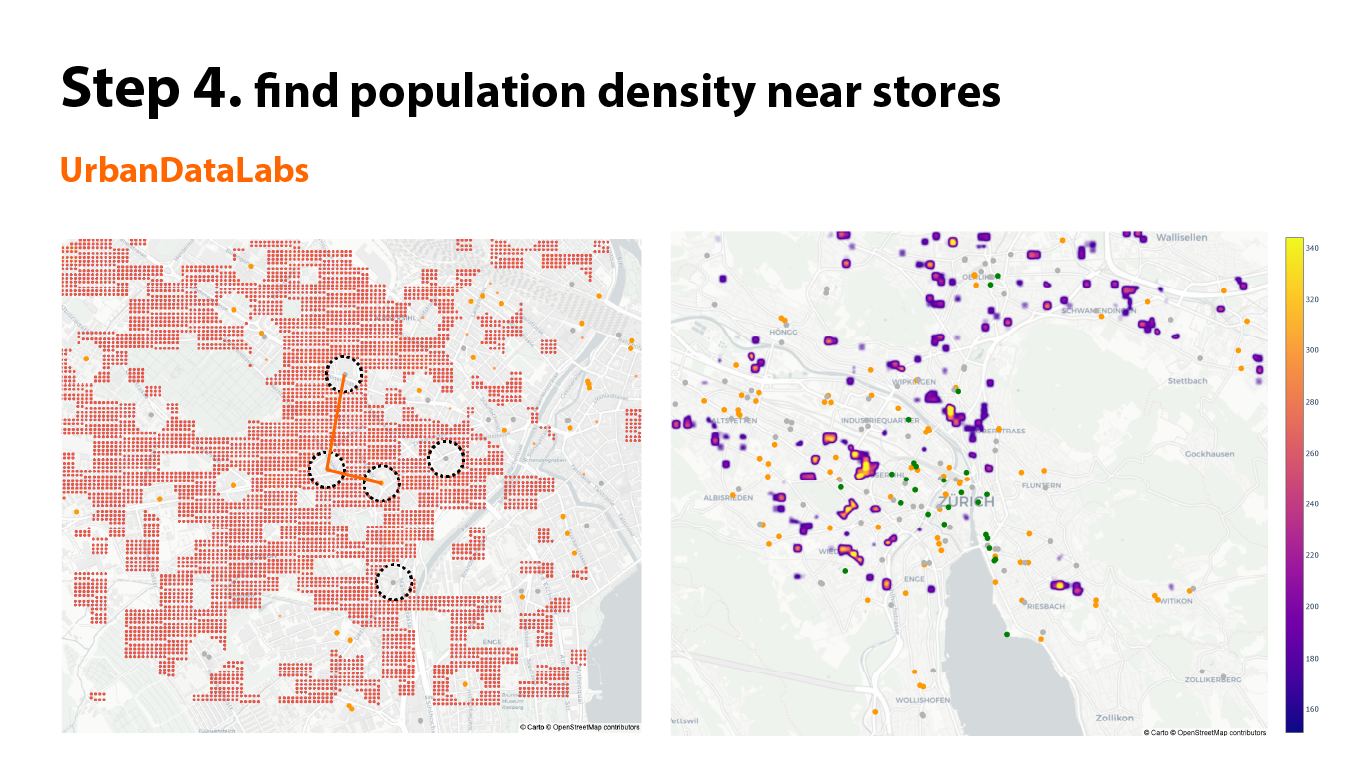 Step 4. find population density near stores
UrbanDataLabs
ENGE
© Carto © OpenStreetMap contributors
Wallisellen
SCHWAMENDINGEN
HÖNGG
WIPKINGEN
Stettbach
ALTSTETTEN
INDUSTRIEQUARTIER
Gockhausen
FLUNTERN
ALBISRIEDEN
ZÜRICH
ENGE
RIESBACH
WITIKON
ZOLLIKERBERG
WOLLISHOFEN
Zollikon
© Carto © OpenStreetMap contributors
340
320
300
280
260
240
220
200
180
160